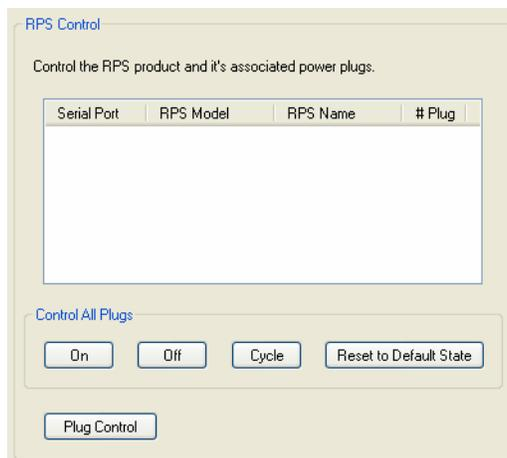 RPS Control
Control the RPS product and it's associated power plugs.
Serial Port RPS Model RPS Name # Plug
Control All Plugs
On Off Cycle Reset to Default State
Plug Control